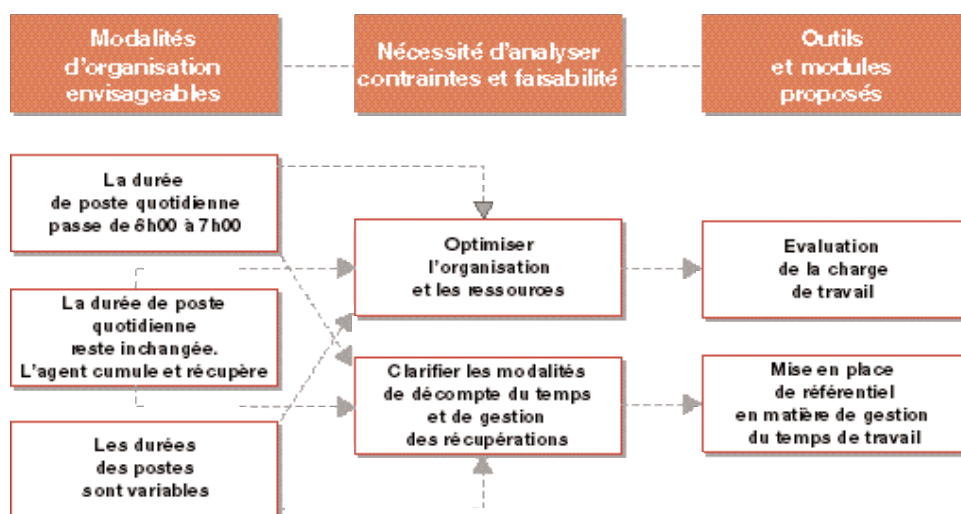 Modalités
d'organisation
envisageables
Nécessité d'analyser
contraintes et faisabilité
Outils
et modules
proposés
La durée
de poste quotidienne
passe de 6h00 à 7h00
Optimiser
l'organisation
et les ressources
Evaluation
de la charge
de travail
La durée de poste
quotidienne
reste inchangée.
L'agent cumule et récupère
Clarifier les modalités
de décompte du temps
et de gestion
des récupérations
Mise en place
de référentiel
en matière de gestion
du temps de travail
Les durées
des postes
sont variables